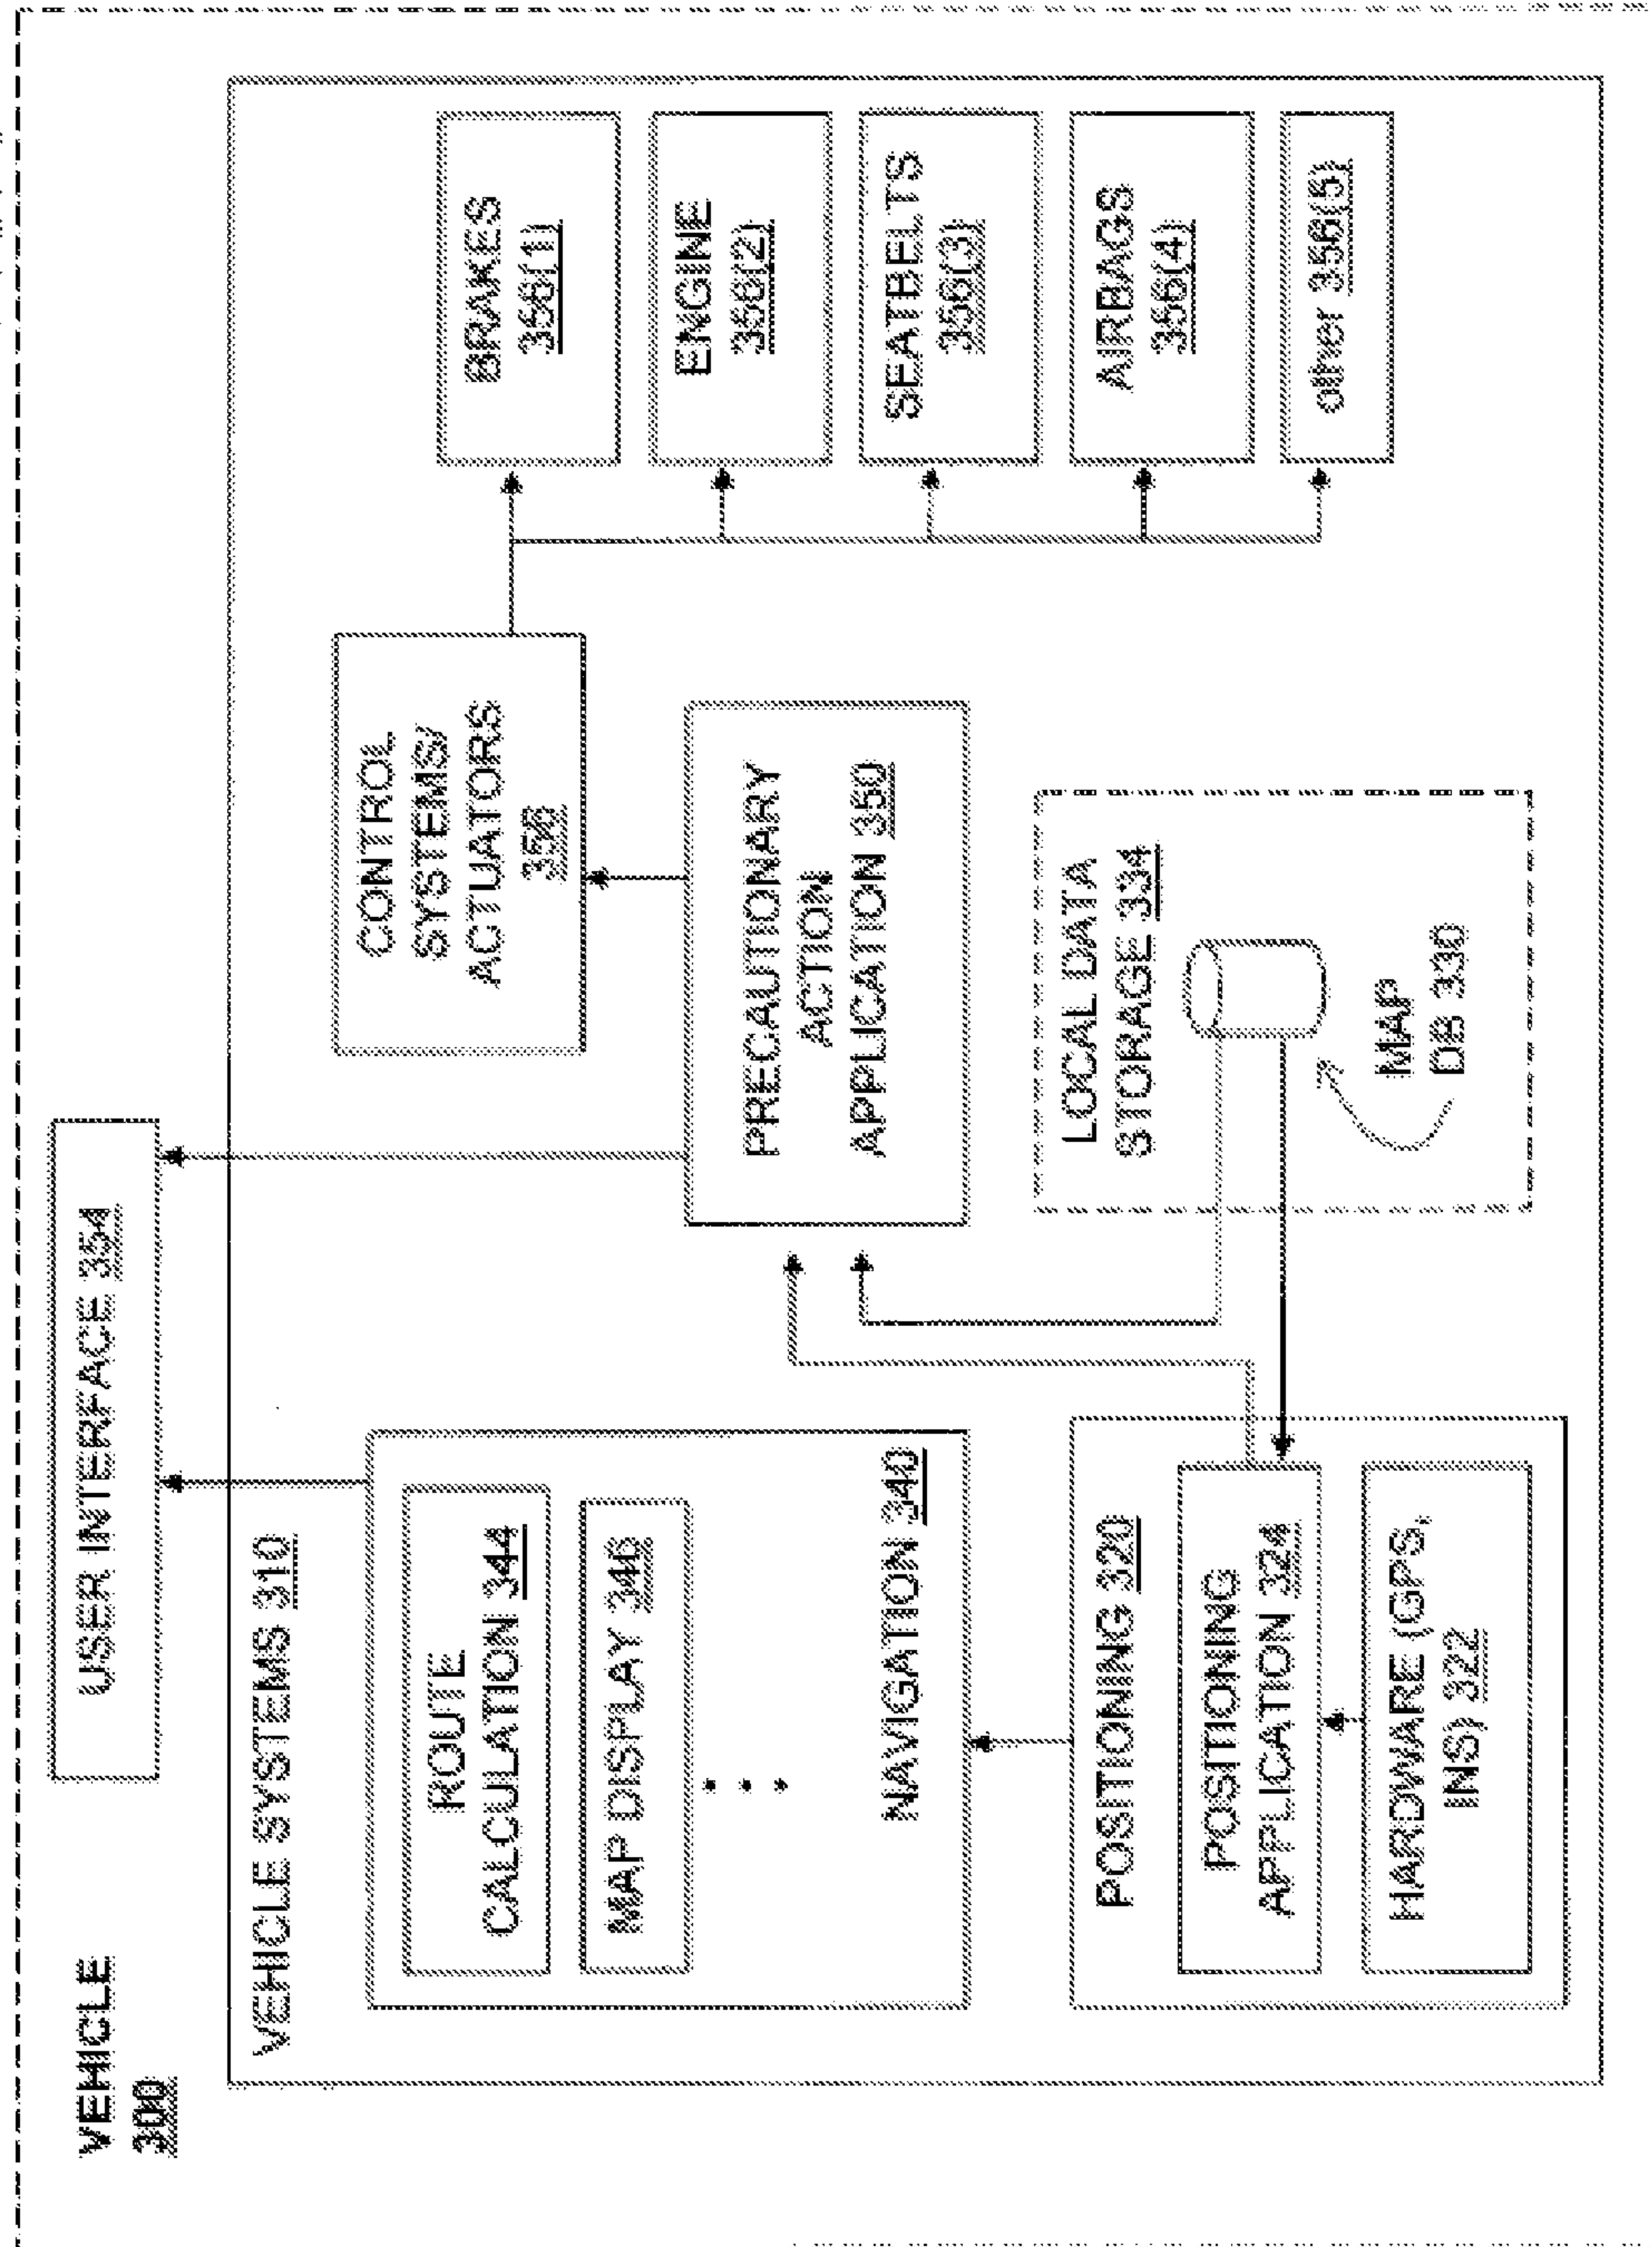 VEHICLE
300
USER INTERFACE 354
VEHICLE SYSTEMS 310
ROUTE
CALCULATION 344
MAP DISPLAY 346
NAVIGATION 340
POSITIONING 320
POSITIONING
APPLICATION 324
HARDWARE (GPS,
INS) 322
CONTROL
SYSTEMS/
ACTUATORS
356
PRECAUTIONARY
ACTION
APPLICATION 350
LOCAL DATA
STORAGE 334
MAP
DB 330
BRAKES
356(1)
ENGINE
356(2)
SEATBELTS
356(3)
AIRBAGS
356(4)
other 356(5)